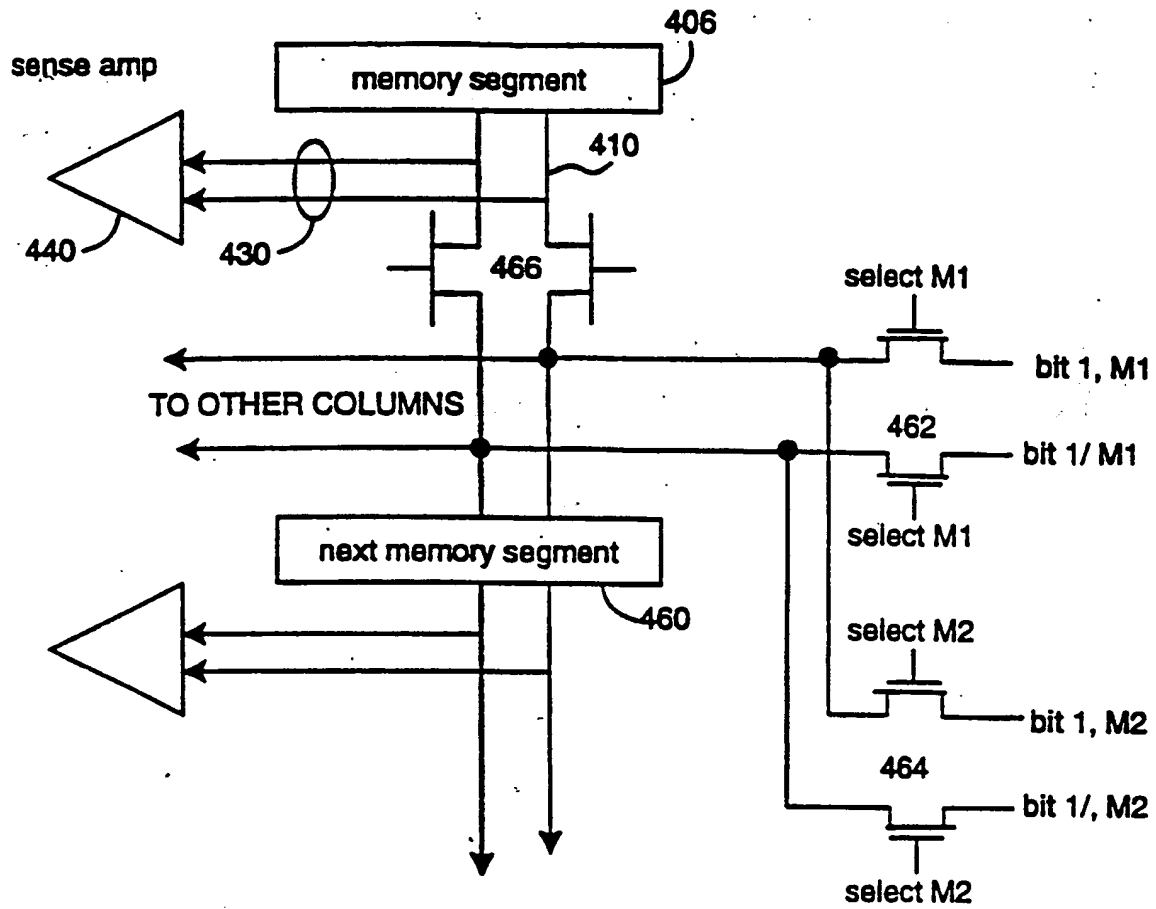 406
sense amp
memory segment
410
440
430
466
select M1
bit 1, M1
TO OTHER COLUMNS
462
bit 1/ M1
select M1
next memory segment
460
select M2
bit 1, M2
464
bit 1/, M2
select M2